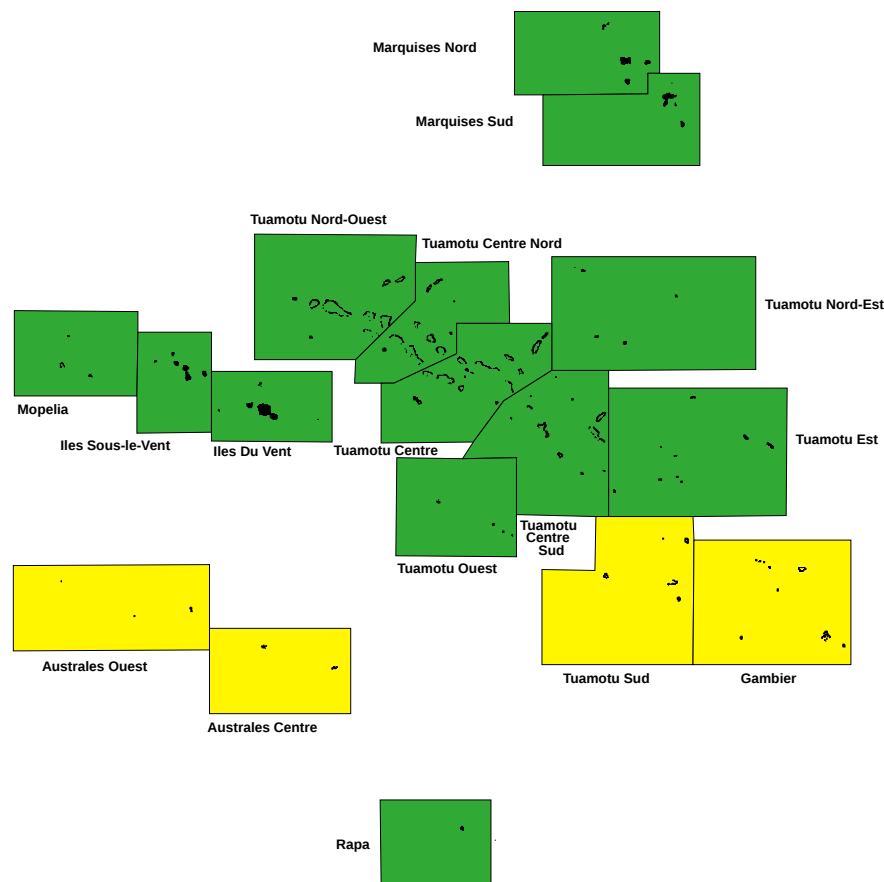 Marquises Nord
Marquises Sud
Tuamotu Nord-Ouest
Tuamotu Centre Nord
Tuamotu Nord-Est
Mopelia
Iles Sous-le-Vent
Iles Du Vent
Tuamotu Centre
Tuamotu Est
Tuamotu
Centre
Sud
Tuamotu Ouest
Australes Ouest
Tuamotu Sud
Gambier
Australes Centre
Rapa